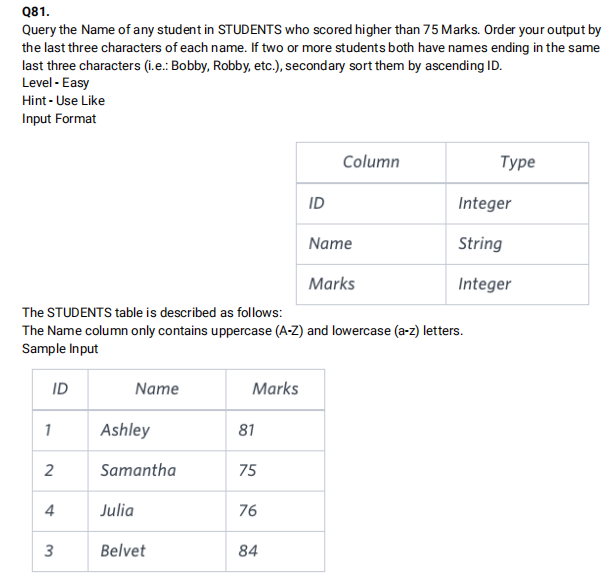 Q81.
Query the Name of any student in STUDENTS who scored higher than 75 Marks. Order your output by
the last three characters of each name. If two or more students both have names ending in the same
last three characters (i.e.: Bobby, Robby, etc.), secondary sort them by ascending ID.
Level - Easy
Hint - Use Like
Input Format
Column Type
ID Integer
Name String
Marks Integer
The STUDENTS table is described as follows:
The Name column only contains uppercase (A-Z) and lowercase (a-z) letters.
Sample Input
ID Name Marks
1 Ashley 81
2 Samantha 75
4 Julia 76
3 Belvet 84